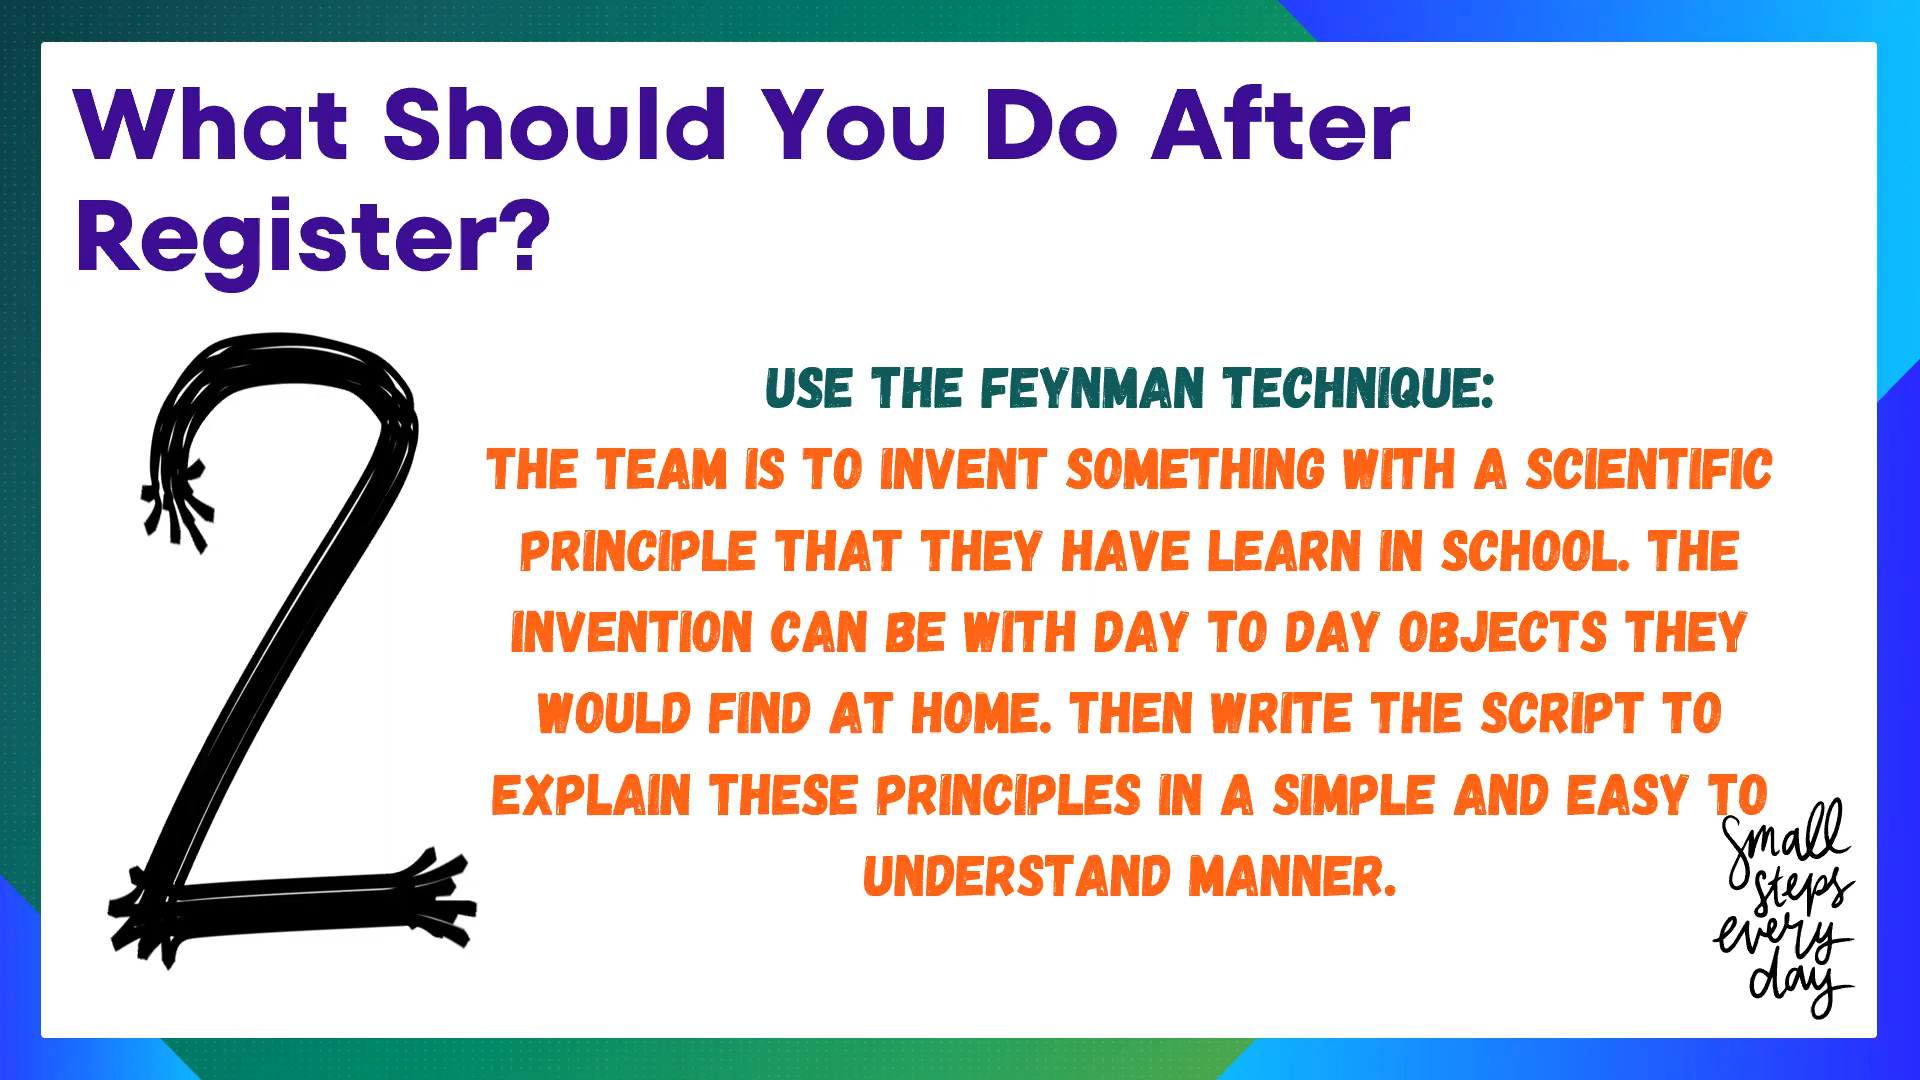 What Should You Do After
Register?
2
USE THE FEYNMAN TECHNIQUE:
THE TEAM IS TO INVENT SOMETHING WITH A SCIENTIFIC
PRINCIPLE THAT THEY HAVE LEARN IN SCHOOL. THE
INVENTION CAN BE WITH DAY TO DAY OBJECTS THEY
WOULD FIND AT HOME. THEN WRITE THE SCRIPT TO
EXPLAIN THESE PRINCIPLES IN A SIMPLE AND EASY TO
UNDERSTAND MANNER.
small
steps
every
day